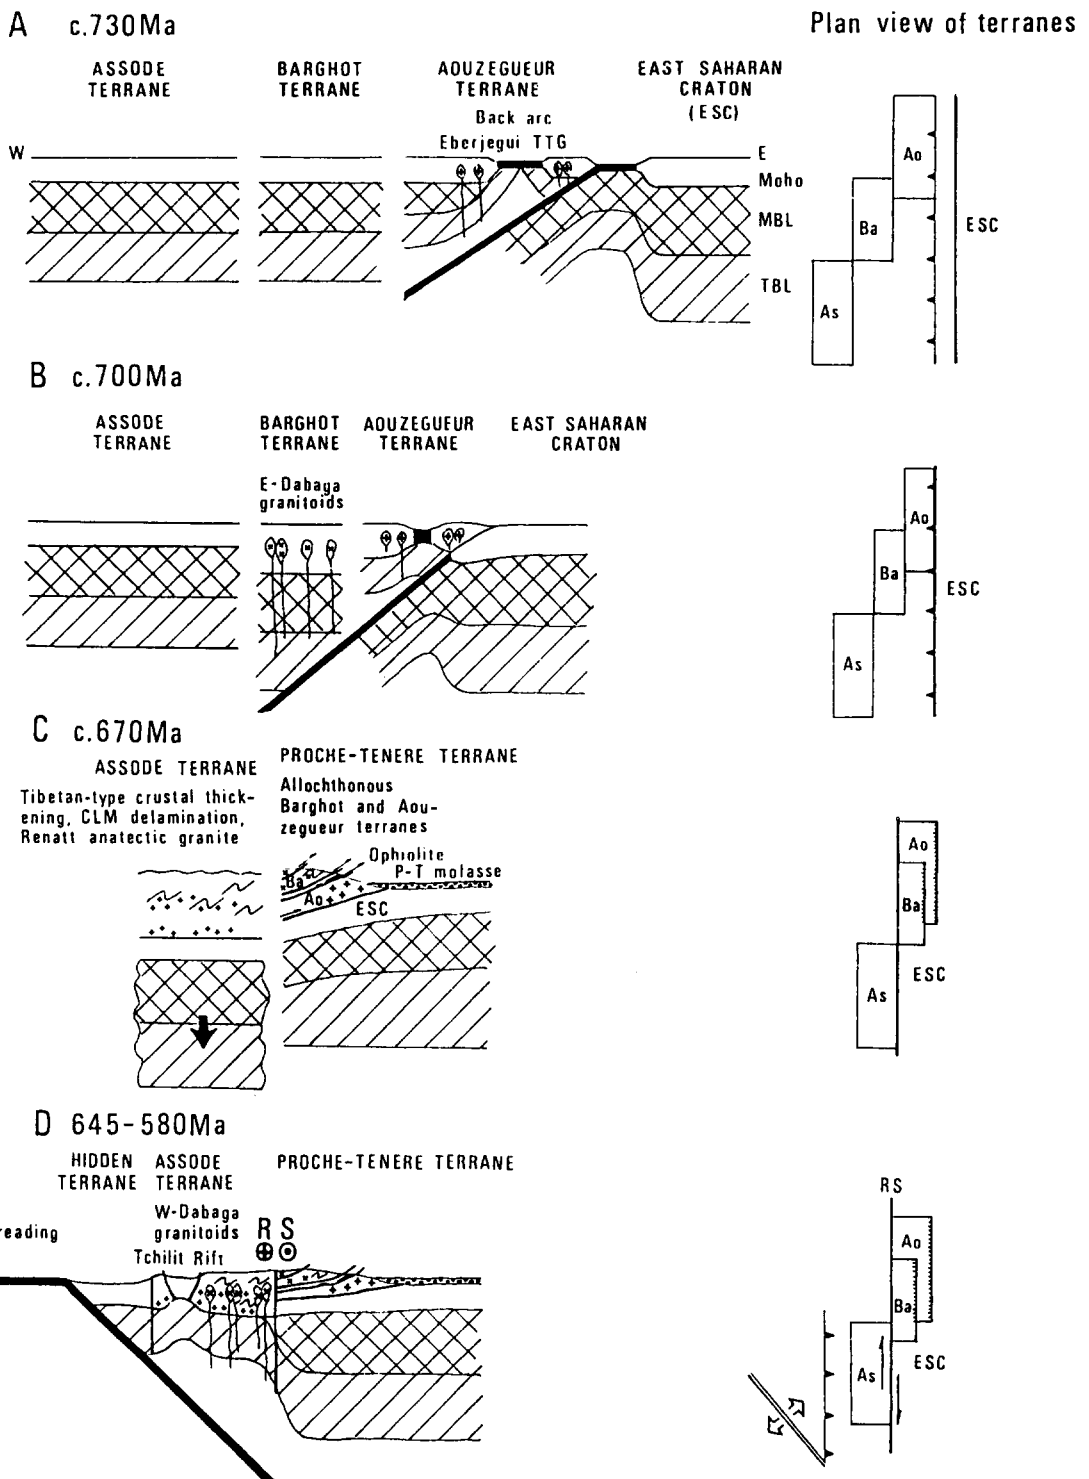 A c.730Ma
Plan view of terranes
ASSODE
TERRANE
BARGHOT
TERRANE
AOUZEGUEUR
TERRANE
EAST SAHARAN
CRATON
(ESC)
Back arc
Eberjegui TTG
W
E
Moho
MBL
TBL
Ao
Ba
As
ESC
B c.700Ma
ASSODE
TERRANE
BARGHOT
TERRANE
AOUZEGUEUR
TERRANE
EAST SAHARAN
CRATON
E-Dabaga
granitoids
Ao
Ba
As
ESC
C c.670Ma
ASSODE TERRANE
Tibetan-type crustal thick-
ening, CLM delamination,
Renatt anatectic granite
PROCHE-TENERE TERRANE
Allochthonous
Barghot and Aou-
zegueur terranes
Ophiolite
P-T molasse
Ba
Ao
ESC
Ao
Ba
As
ESC
D 645-580Ma
HIDDEN
TERRANE
ASSODE
TERRANE
PROCHE-TENERE TERRANE
W-Dabaga
granitoids
reading
Tchilit Rift
RS
RS
Ao
Ba
As
ESC